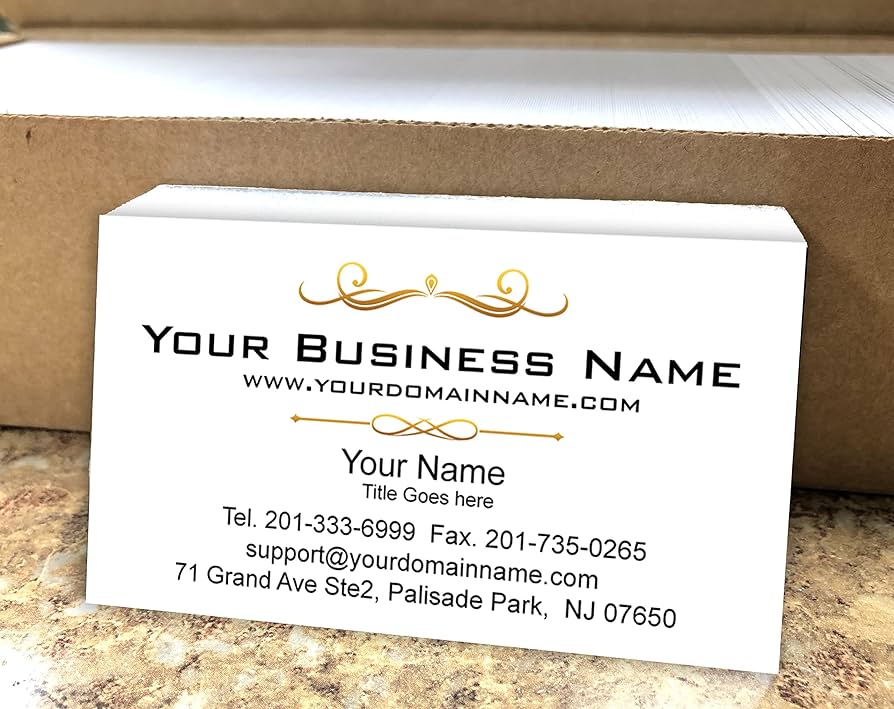 Your Business Name
www.yourdomainname.com
Your Name
Title Goes here
Tel. 201-333-6999  Fax. 201-735-0265
support@yourdomainname.com
71 Grand Ave Ste2, Palisade Park,  NJ 07650